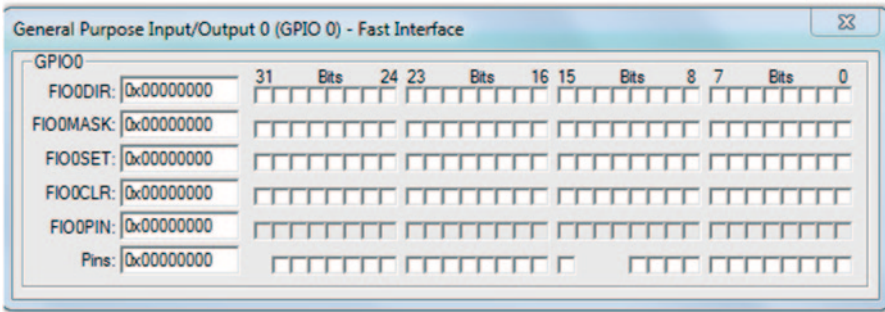 General Purpose Input/Output 0 (GPIO 0) - Fast Interface
GPIO0
31 Bits 24 23 Bits 16 15 Bits 8 7 Bits 0
FIO0DIR: 0x00000000
FIO0MASK: 0x00000000
FIO0SET: 0x00000000
FIO0CLR: 0x00000000
FIO0PIN: 0x00000000
Pins: 0x00000000